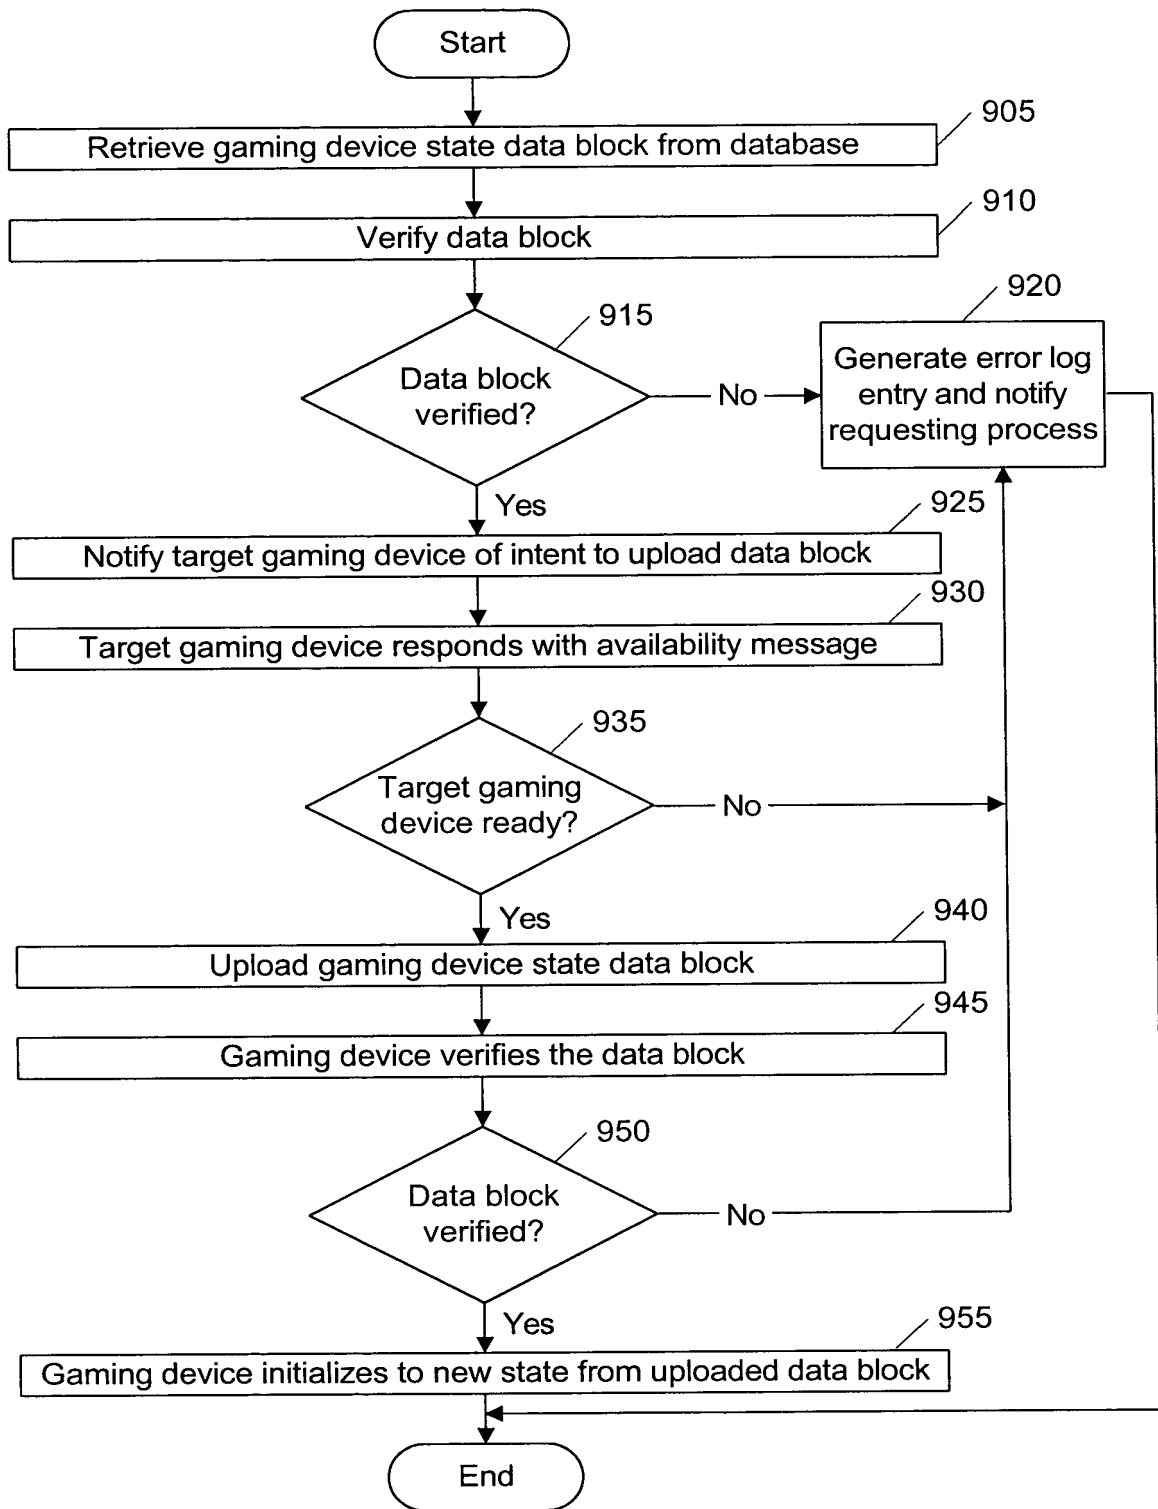 Start
905
Retrieve gaming device state data block from database
910
Verify data block
915
920
Data block
verified?
No
Generate error log
entry and notify
requesting process
Yes
925
Notify target gaming device of intent to upload data block
930
Target gaming device responds with availability message
935
Target gaming
device ready?
No
Yes
940
Upload gaming device state data block
945
Gaming device verifies the data block
950
Data block
verified?
No
Yes
955
Gaming device initializes to new state from uploaded data block
End